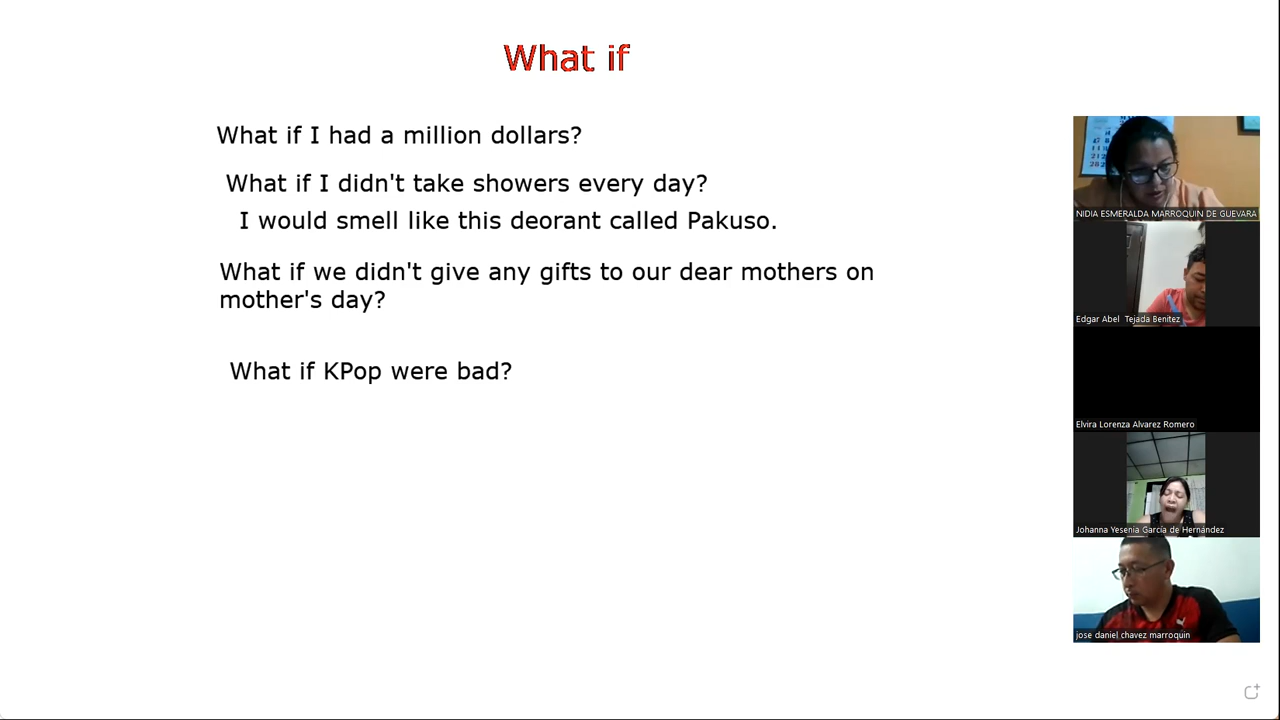 What if
What if I had a million dollars?
What if I didn't take showers every day?
I would smell like this deorant called Pakuso.
What if we didn't give any gifts to our dear mothers on
mother's day?
What if KPop were bad?
NIDIA ESMERALDA MARROQUIN DE GUEVARA
Edgar Abel Tejada Benitez
Elvira Lorenza Alvarez Romero
Johanna Yesenia García de Hernández
jose daniel chavez marroquin